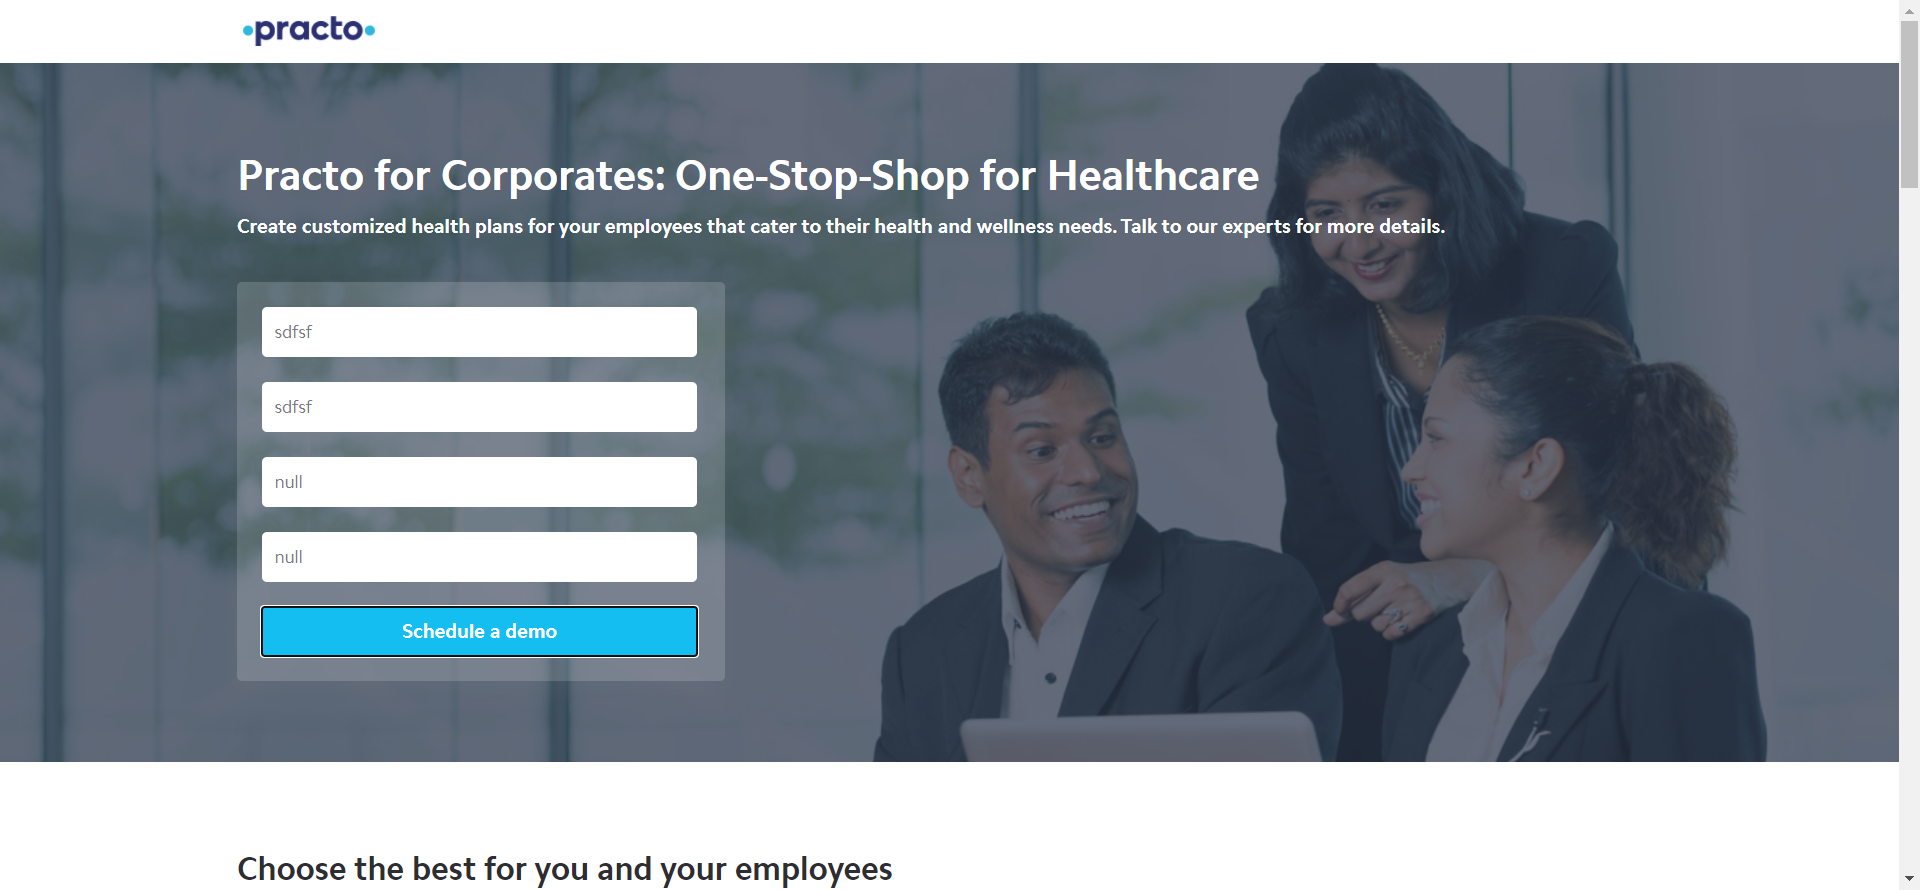 practo
Practo for Corporates: One-Stop-Shop for Healthcare
Create customized health plans for your employees that cater to their health and wellness needs. Talk to our experts for more details.
sdfsf
sdfsf
null
null
Schedule a demo
Choose the best for you and your employees